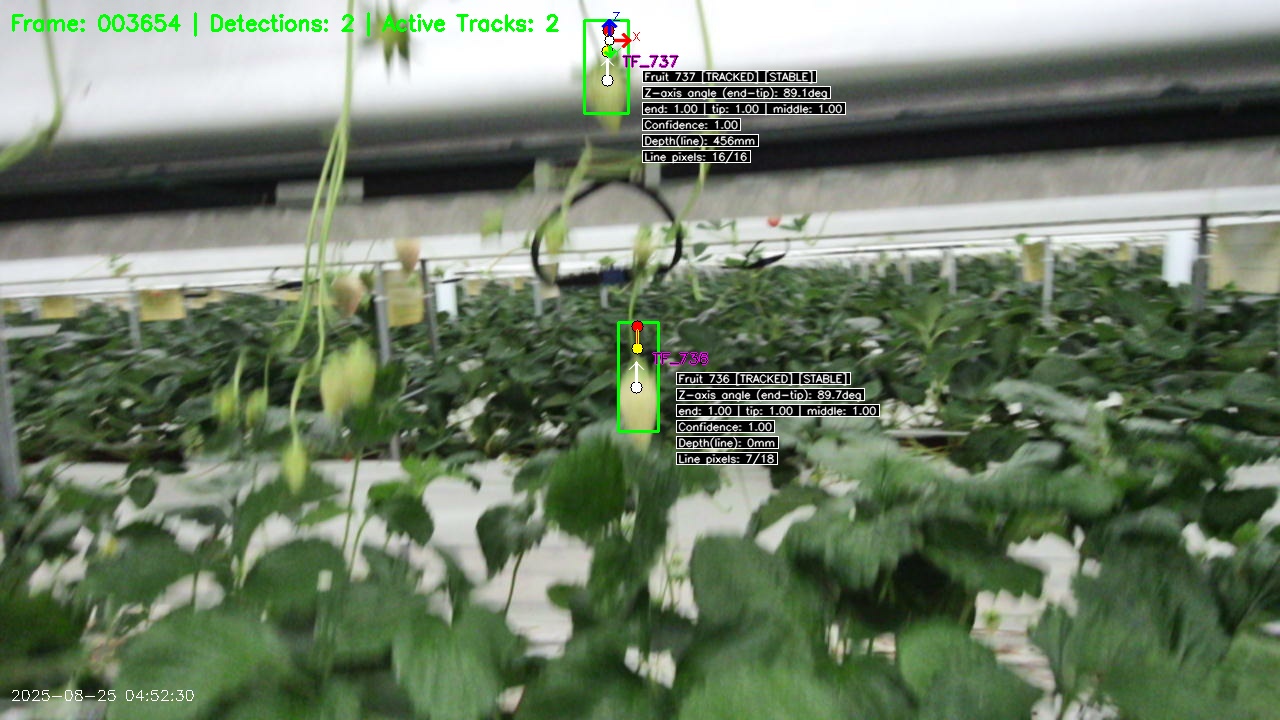 Frame: 003654 | Detections: 2 | Active Tracks: 2
Z
X
TF_737
Fruit 737 [TRACKED] [STABLE]
Z-axis angle (end-tip): 89.1deg
end: 1.00 | tip: 1.00 | middle: 1.00
Confidence: 1.00
Depth(line): 456mm
Line pixels: 16/16
TF_736
Fruit 736 [TRACKED] [STABLE]
Z-axis angle (end-tip): 89.7deg
end: 1.00 | tip: 1.00 | middle: 1.00
Confidence: 1.00
Depth(line): 0mm
Line pixels: 7/18
2025-08-25 04:52:30